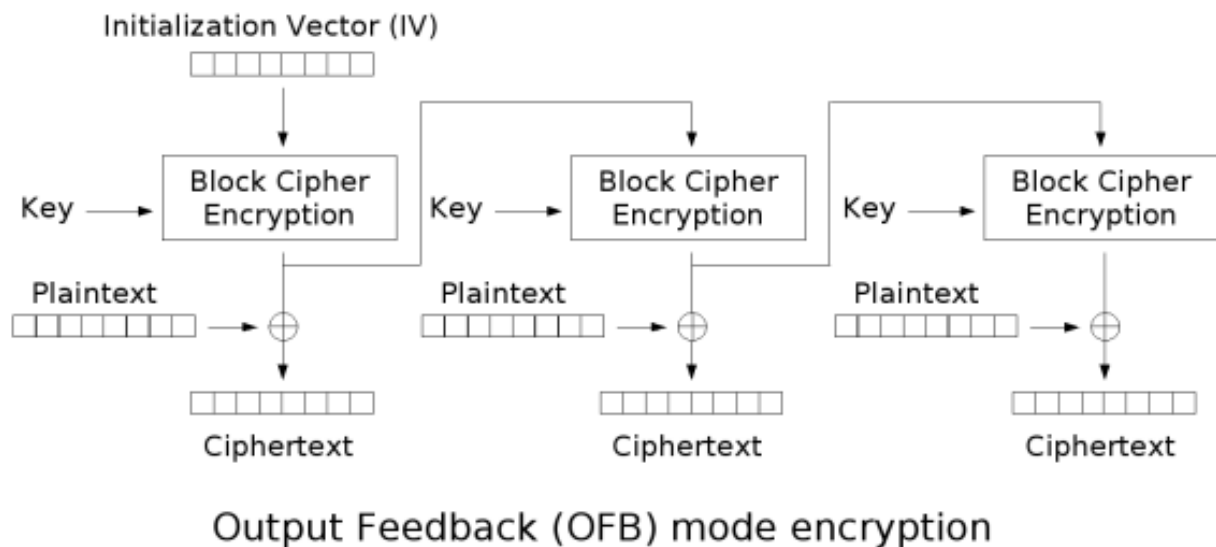 Initialization Vector (IV)
Key
Block Cipher
Encryption
Key
Block Cipher
Encryption
Key
Block Cipher
Encryption
Plaintext
Plaintext
Plaintext
Ciphertext
Ciphertext
Ciphertext
Output Feedback (OFB) mode encryption